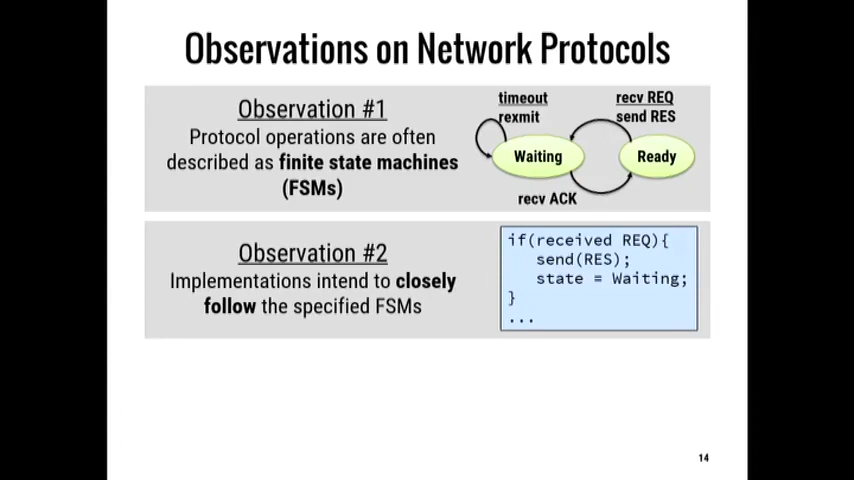 Observations on Network Protocols
Observation #1
Protocol operations are often
described as finite state machines
(FSMs)
timeout
rexmit
recv REQ
send RES
Waiting
Ready
recv ACK
Observation #2
Implementations intend to closely
follow the specified FSMs
if(received REQ){
send(RES);
state = Waiting;
}
...
14